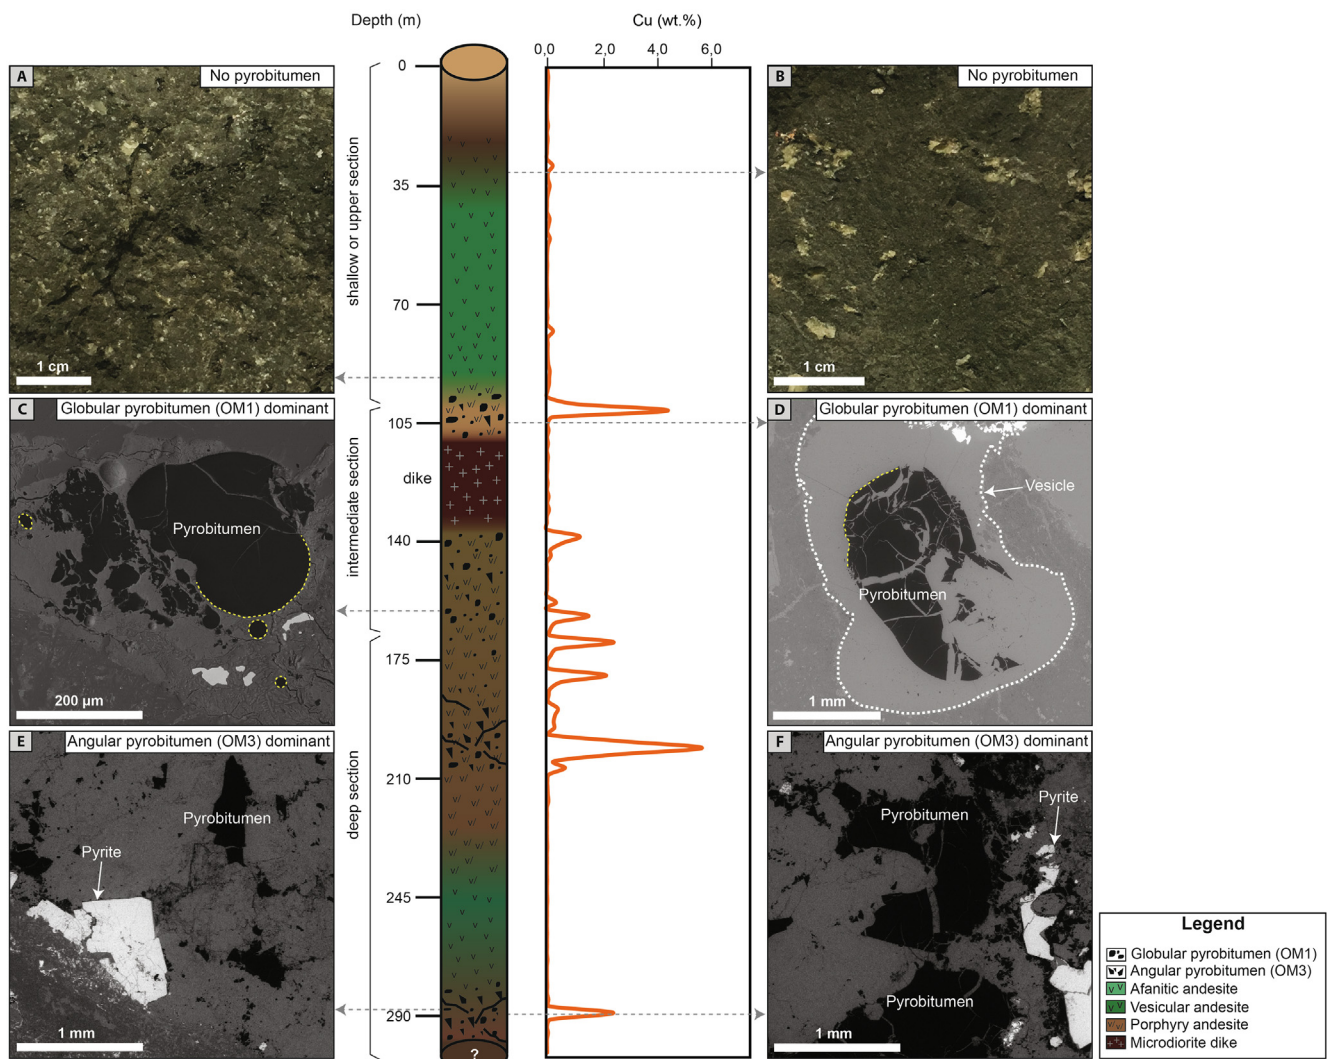 Depth (m)
Cu (wt.%)
0,0
2,0
4,0
6,0
A
No pyrobitumen
1 cm
B
No pyrobitumen
1 cm
C
Globular pyrobitumen (OM1) dominant
Pyrobitumen
200 µm
D
Globular pyrobitumen (OM1) dominant
Vesicle
Pyrobitumen
1 mm
E
Angular pyrobitumen (OM3) dominant
Pyrobitumen
Pyrite
1 mm
F
Angular pyrobitumen (OM3) dominant
Pyrobitumen
Pyrite
Pyrobitumen
1 mm
shallow or upper section
intermediate section
deep section
0
35
70
105
dike
140
175
210
245
290
?
Legend
Globular pyrobitumen (OM1)
Angular pyrobitumen (OM3)
Afanitic andesite
Vesicular andesite
Porphyry andesite
Microdiorite dike